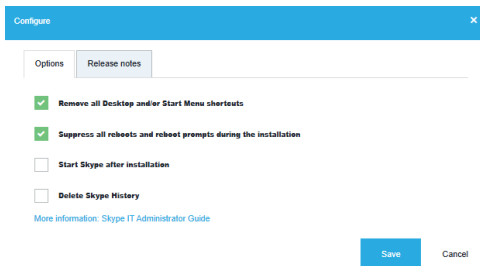 Configure
×
Options
Release notes
Remove all Desktop and/or Start Menu shortcuts
Suppress all reboots and reboot prompts during the installation
Start Skype after installation
Delete Skype History
More information: Skype IT Administrator Guide
Save
Cancel